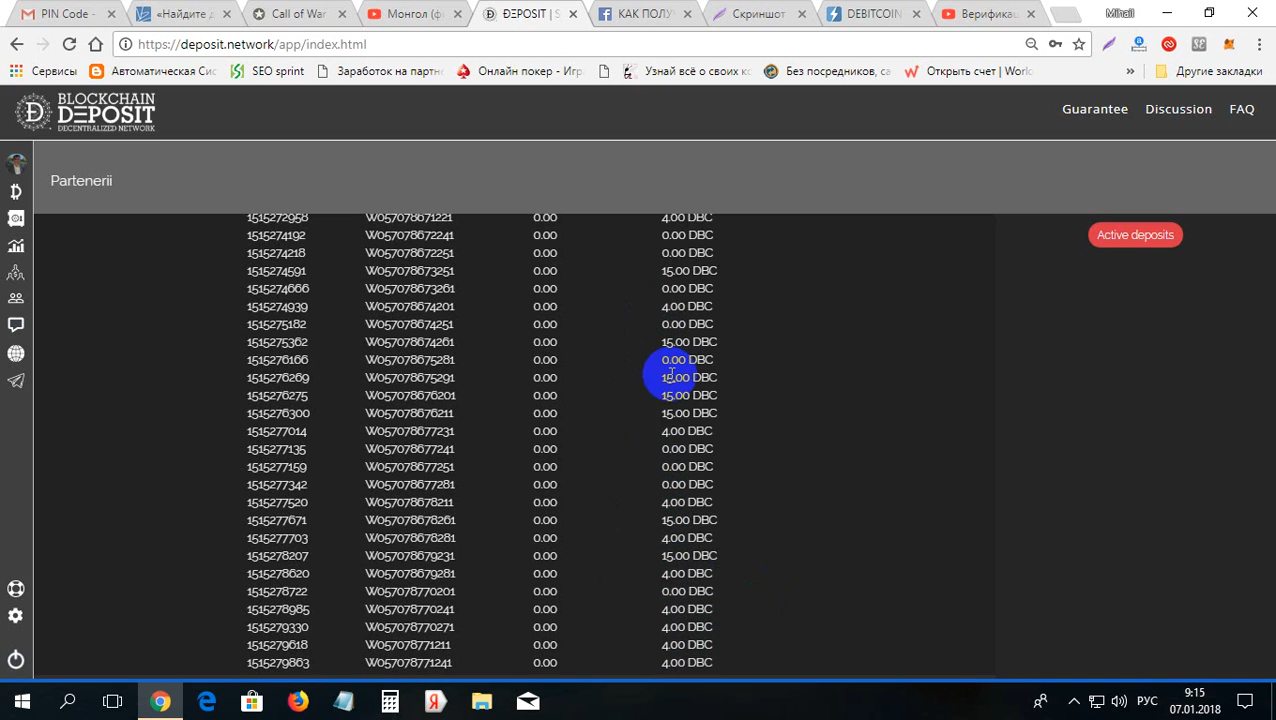 PIN Code -
«Найдите д
Call of War
Монгол (ф
ĐΞPOSIT | S
КАК ПОЛУ
Скриншот
DEBITCOIN
Верифика
Mihail
https://deposit.network/app/index.html
Сервисы
Автоматическая Сис
SEO sprint
Заработок на партн
Онлайн покер - Игр
Узнай всё о своих кс
Без посредников, са
Открыть счет | Work
»
Другие закладки
BLOCKCHAIN
DΞPOSIT
DECENTRALIZED NETWORK
Guarantee Discussion FAQ
Partenerii
Active deposits
1515272958 W057078671221 0.00 4.00 DBC
1515274192 W057078672241 0.00 0.00 DBC
1515274218 W057078672251 0.00 0.00 DBC
1515274591 W057078673251 0.00 15.00 DBC
1515274666 W057078673261 0.00 0.00 DBC
1515274939 W057078674201 0.00 4.00 DBC
1515275182 W057078674251 0.00 0.00 DBC
1515275362 W057078674261 0.00 15.00 DBC
1515276166 W057078675281 0.00 0.00 DBC
1515276269 W057078675291 0.00 15.00 DBC
1515276275 W057078676201 0.00 15.00 DBC
1515276300 W057078676211 0.00 15.00 DBC
1515277014 W057078677231 0.00 4.00 DBC
1515277135 W057078677241 0.00 0.00 DBC
1515277159 W057078677251 0.00 0.00 DBC
1515277342 W057078677281 0.00 0.00 DBC
1515277520 W057078678211 0.00 4.00 DBC
1515277671 W057078678261 0.00 15.00 DBC
1515277703 W057078678281 0.00 4.00 DBC
1515278207 W057078679231 0.00 15.00 DBC
1515278620 W057078679281 0.00 4.00 DBC
1515278722 W057078770201 0.00 0.00 DBC
1515278985 W057078770241 0.00 4.00 DBC
1515279330 W057078770271 0.00 4.00 DBC
1515279618 W057078771211 0.00 4.00 DBC
1515279863 W057078771241 0.00 4.00 DBC
РУС
9:15
07.01.2018